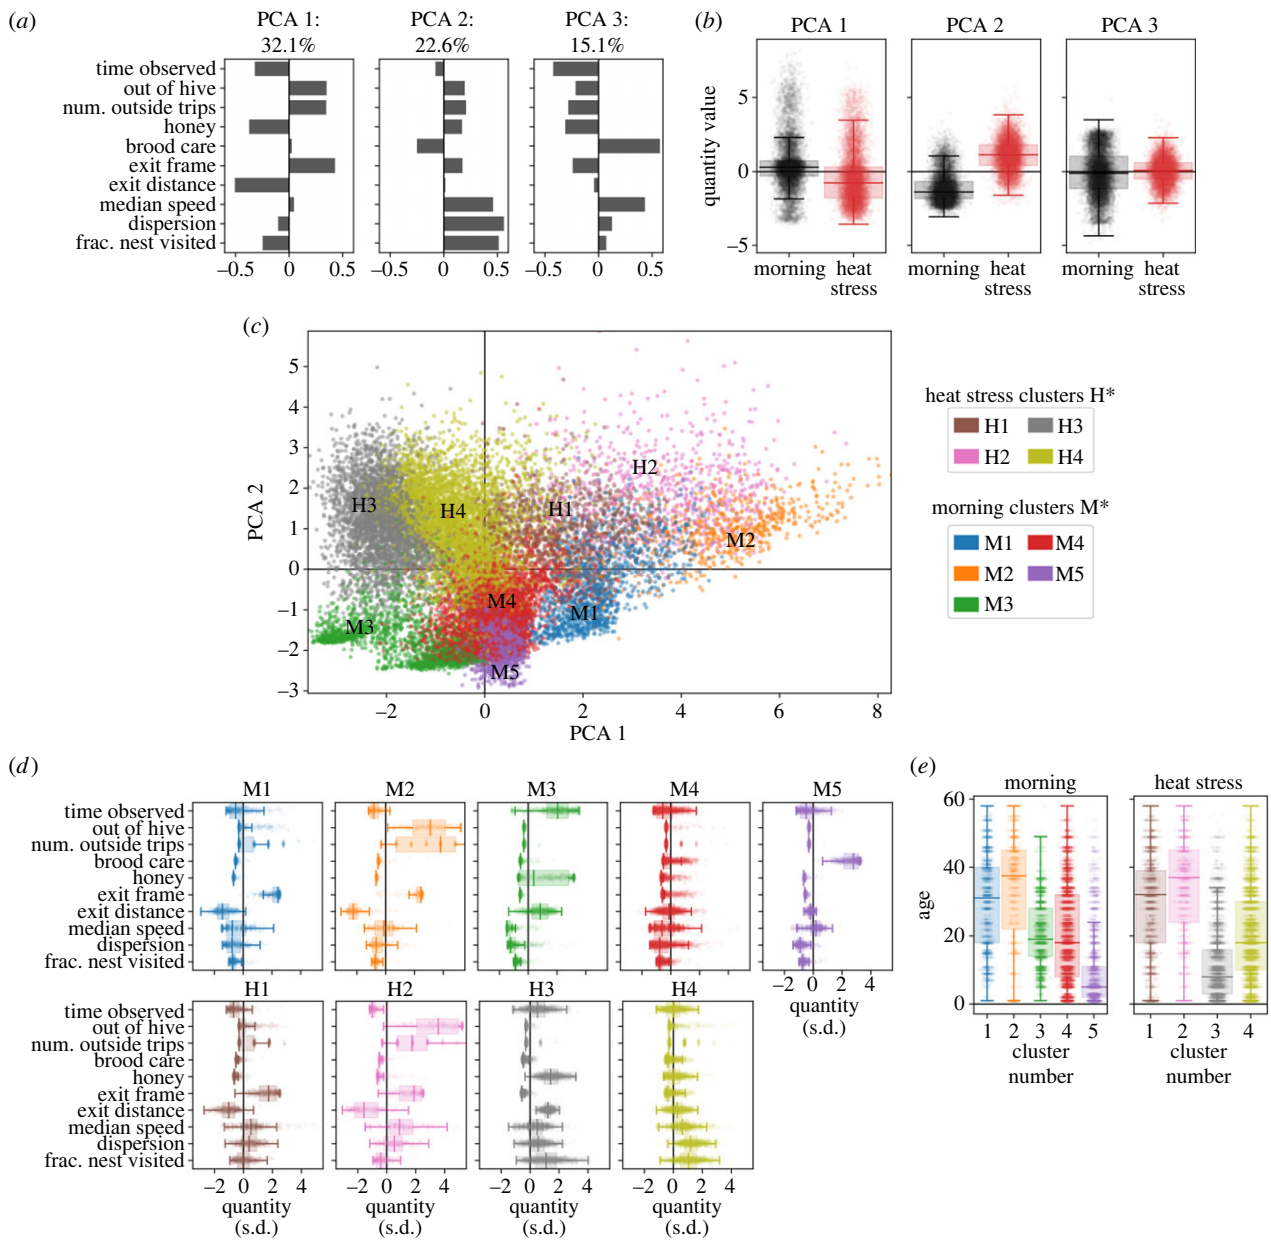 (a)
PCA 1:
32.1%
PCA 2:
22.6%
PCA 3:
15.1%
time observed
out of hive
num. outside trips
honey
brood care
exit frame
exit distance
median speed
dispersion
frac. nest visited
−0.5 0 0.5
−0.5 0 0.5
−0.5 0 0.5
(b)
PCA 1
PCA 2
PCA 3
quantity value
5
0
−5
morning heat stress
morning heat stress
morning heat stress
(c)
PCA 2
5
4
3
2
1
0
−1
−2
−3
H3
H4
H1
H2
M2
M4
M1
M3
M5
−2 0 2 4 6 8
PCA 1
heat stress clusters H*
H1 H3
H2 H4
morning clusters M*
M1 M4
M2 M5
M3
(d)
M1 M2 M3 M4 M5
time observed
out of hive
num. outside trips
brood care
honey
exit frame
exit distance
median speed
dispersion
frac. nest visited
−2 0 2 4
quantity
(s.d.)
H1 H2 H3 H4
time observed
out of hive
num. outside trips
brood care
honey
exit frame
exit distance
median speed
dispersion
frac. nest visited
−2 0 2 4
quantity
(s.d.)
−2 0 2 4
quantity
(s.d.)
−2 0 2 4
quantity
(s.d.)
−2 0 2 4
quantity
(s.d.)
(e)
morning
heat stress
age
60
40
20
0
1 2 3 4 5
cluster
number
1 2 3 4
cluster
number